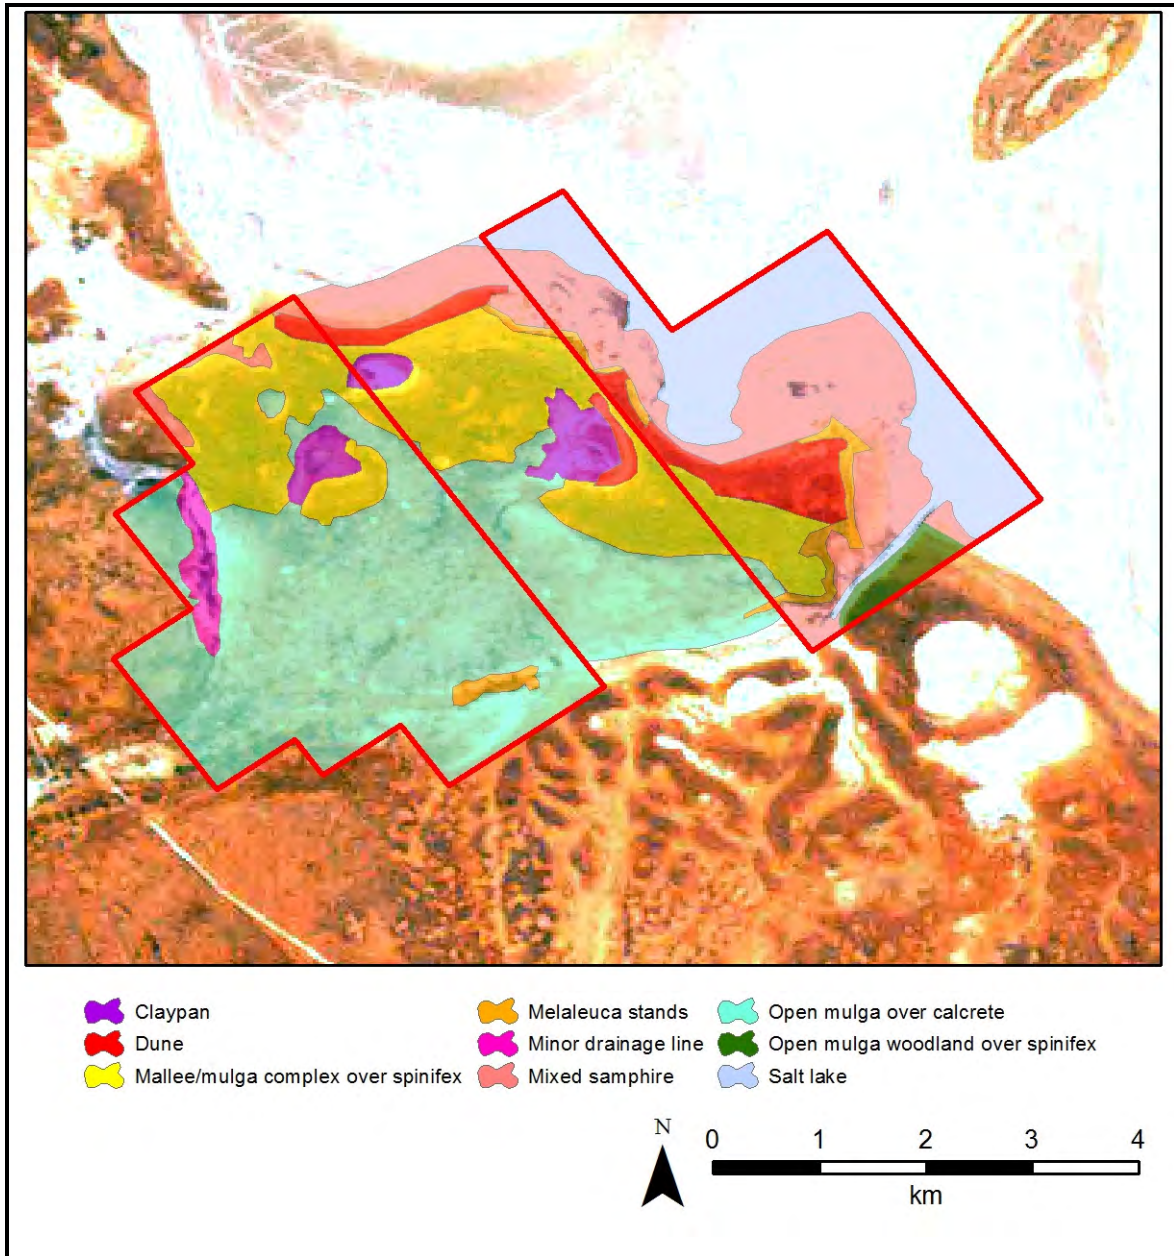 Claypan
Dune
Mallee/mulga complex over spinifex
Melaleuca stands
Minor drainage line
Mixed samphire
Open mulga over calcrete
Open mulga woodland over spinifex
Salt lake
N
0 1 2 3 4
km